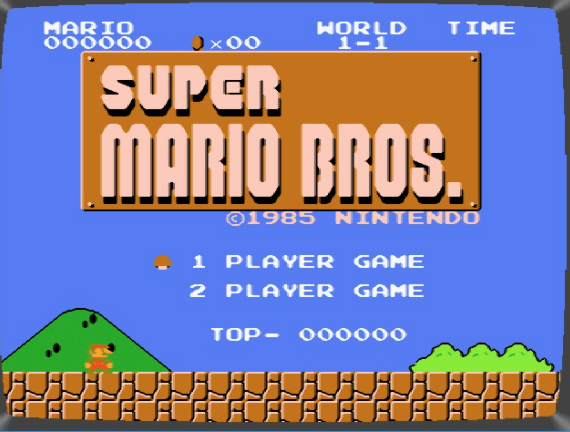 MARIO WORLD TIME
000000 ×00 1-1
SUPER
MARIO BROS.
©1985 NINTENDO
1 PLAYER GAME
2 PLAYER GAME
TOP- 000000